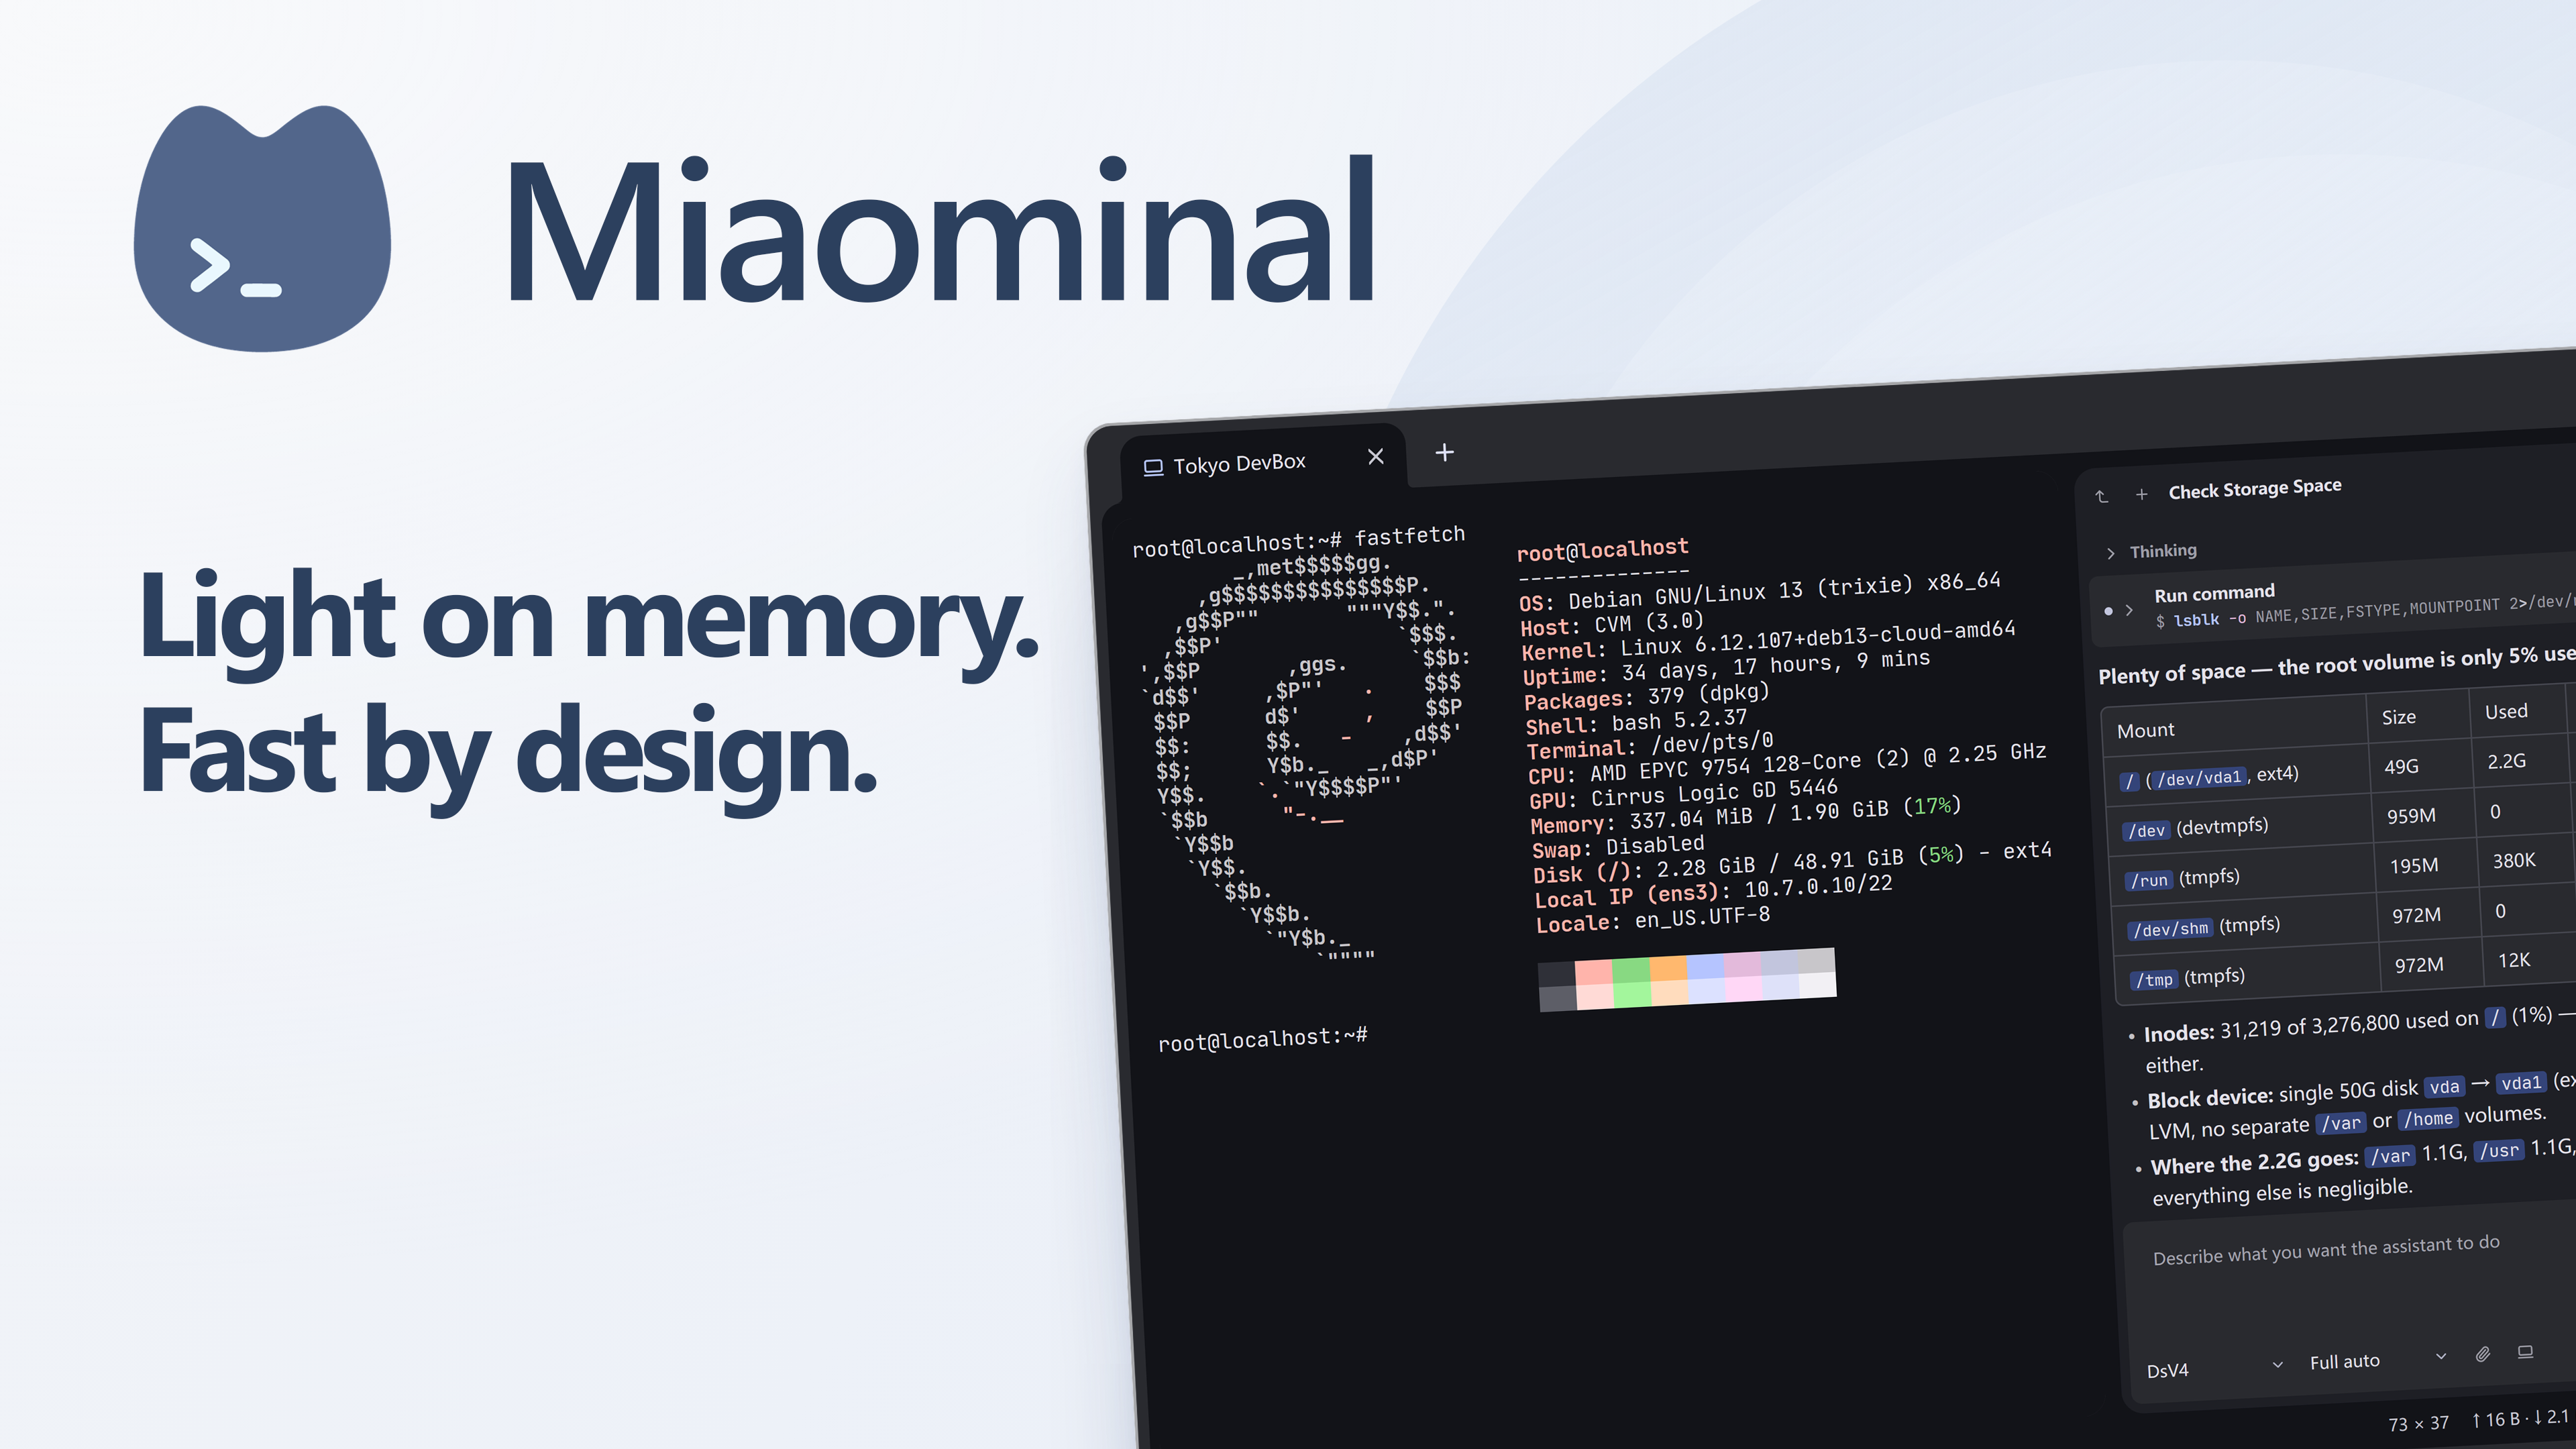 >_
Miaominal
Light on memory.
Fast by design.
Tokyo DevBox
root@localhost:~# fastfetch
_,met$$$$$gg.
,g$$$$$$$$$$$$$$$P.
,g$$P""       """Y$$.".
,$$P'              `$$$.
',$$P       ,ggs.     `$$b:
`d$$'     ,$P"'   .    $$$
$$P      d$'     ,    $$P
$$:      $$.   -    ,d$$'
$$;      Y$b._   _,d$P'
Y$$.    `.`"Y$$$$P"'
`$$b      "-.__
`Y$$b
`Y$$.
`$$b.
`Y$$b.
`"Y$b._
`""""
root@localhost
--------------
OS: Debian GNU/Linux 13 (trixie) x86_64
Host: CVM (3.0)
Kernel: Linux 6.12.107+deb13-cloud-amd64
Uptime: 34 days, 17 hours, 9 mins
Packages: 379 (dpkg)
Shell: bash 5.2.37
Terminal: /dev/pts/0
CPU: AMD EPYC 9754 128-Core (2) @ 2.25 GHz
GPU: Cirrus Logic GD 5446
Memory: 337.04 MiB / 1.90 GiB (17%)
Swap: Disabled
Disk (/): 2.28 GiB / 48.91 GiB (5%) - ext4
Local IP (ens3): 10.7.0.10/22
Locale: en_US.UTF-8
root@localhost:~#
Check Storage Space
Thinking
Run command
$ lsblk -o NAME,SIZE,FSTYPE,MOUNTPOINT 2>/dev/
Plenty of space — the root volume is only 5% use
Mount Size Used
/ (/dev/vda1, ext4) 49G 2.2G
/dev (devtmpfs) 959M 0
/run (tmpfs) 195M 380K
/dev/shm (tmpfs) 972M 0
/tmp (tmpfs) 972M 12K
• Inodes: 31,219 of 3,276,800 used on / (1%) —
either.
• Block device: single 50G disk vda → vda1 (ex
LVM, no separate /var or /home volumes.
• Where the 2.2G goes: /var 1.1G, /usr 1.1G,
everything else is negligible.
Describe what you want the assistant to do
DsV4 Full auto
73 × 37 ↑ 16 B · ↓ 2.1